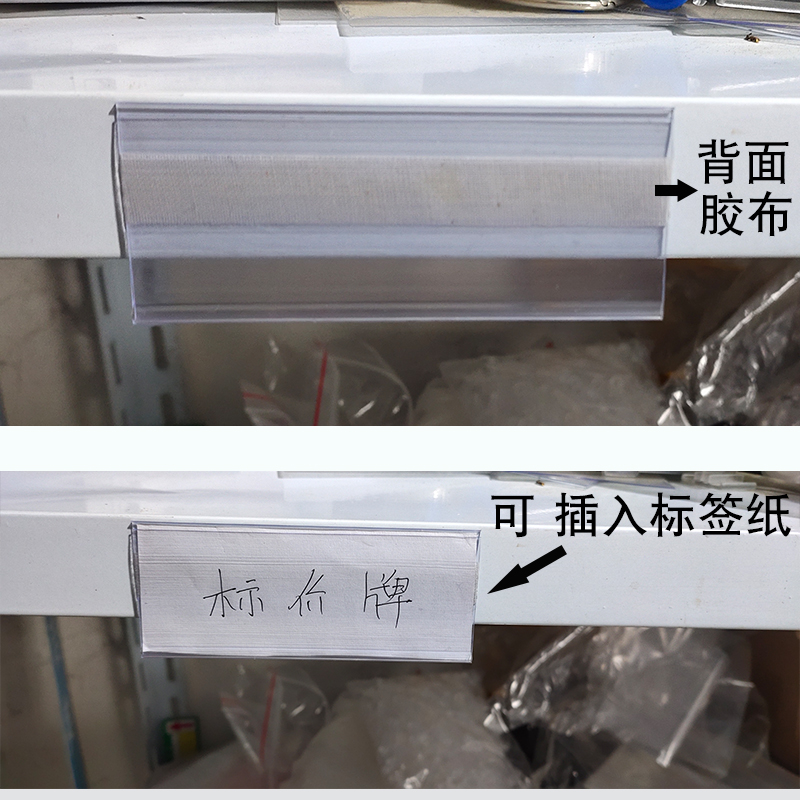 背面
胶布
可 插入标签纸
标价牌